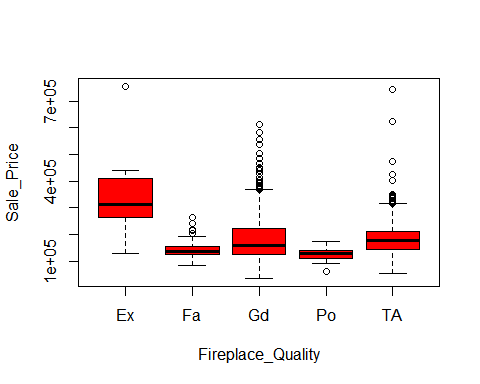 Sale_Price
7e+05
4e+05
1e+05
Ex Fa Gd Po TA
Fireplace_Quality